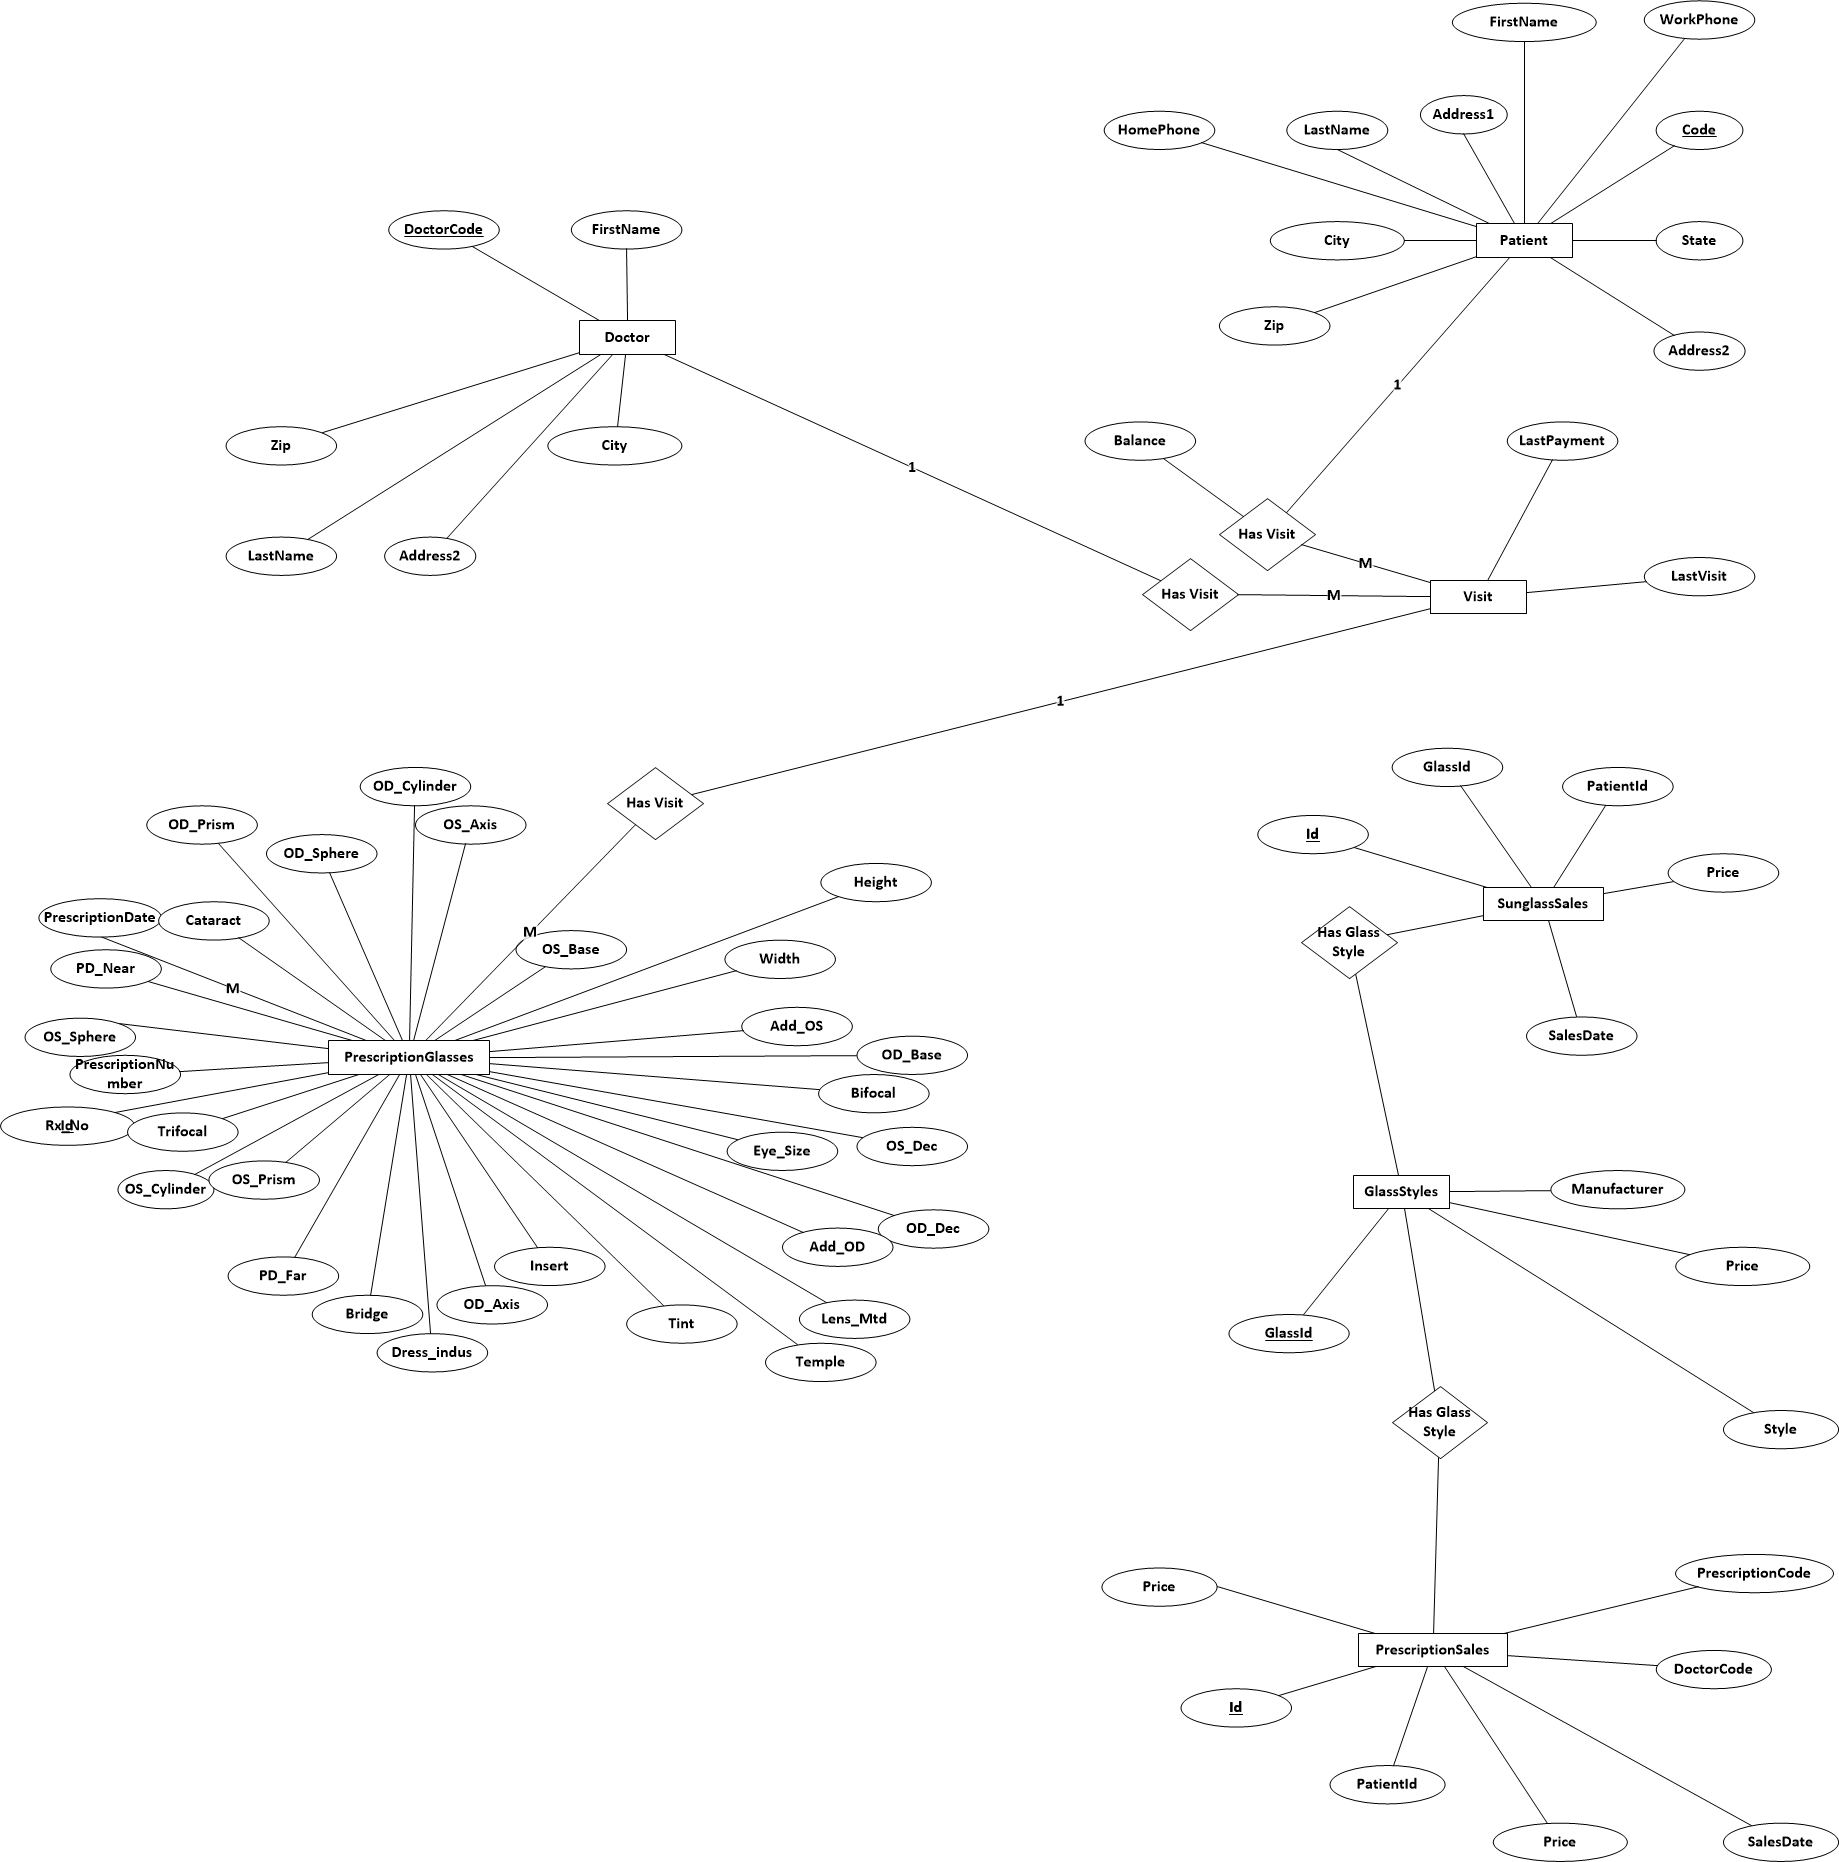 FirstName
WorkPhone
Address1
HomePhone
LastName
Code
DoctorCode
FirstName
City
Patient
State
Zip
Doctor
Address2
1
Zip
City
Balance
LastPayment
1
Has Visit
LastName
Address2
M
LastVisit
Has Visit
M
Visit
1
GlassId
OD_Cylinder
PatientId
Has Visit
OD_Prism
OS_Axis
Id
OD_Sphere
Price
Height
SunglassSales
PrescriptionDate
Cataract
M
Has Glass
Style
OS_Base
Width
PD_Near
M
Add_OS
OS_Sphere
SalesDate
PrescriptionGlasses
OD_Base
PrescriptionNu
mber
Bifocal
RxNo
Id
Trifocal
Eye_Size
OS_Dec
OS_Cylinder
OS_Prism
GlassStyles
Manufacturer
OD_Dec
Add_OD
PD_Far
Insert
Price
Bridge
OD_Axis
Tint
Lens_Mtd
GlassId
Dress_indus
Temple
Has Glass
Style
Style
Price
PrescriptionCode
PrescriptionSales
DoctorCode
Id
PatientId
Price
SalesDate